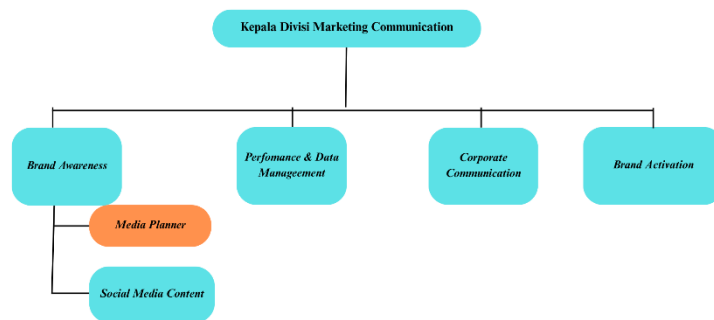 Kepala Divisi Marketing Communication
Brand Awareness
Perfomance & Data
Manageement
Corporate
Communication
Brand Activation
Media Planner
Social Media Content